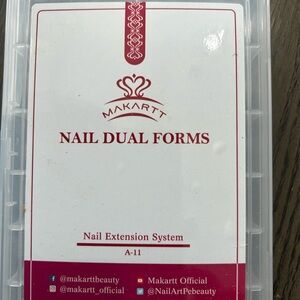 MAKARTT
NAIL DUAL FORMS
Nail Extension System
A-11
@makarttbeauty
Makartt Official
@makartt_official
@NailArtPebeauty